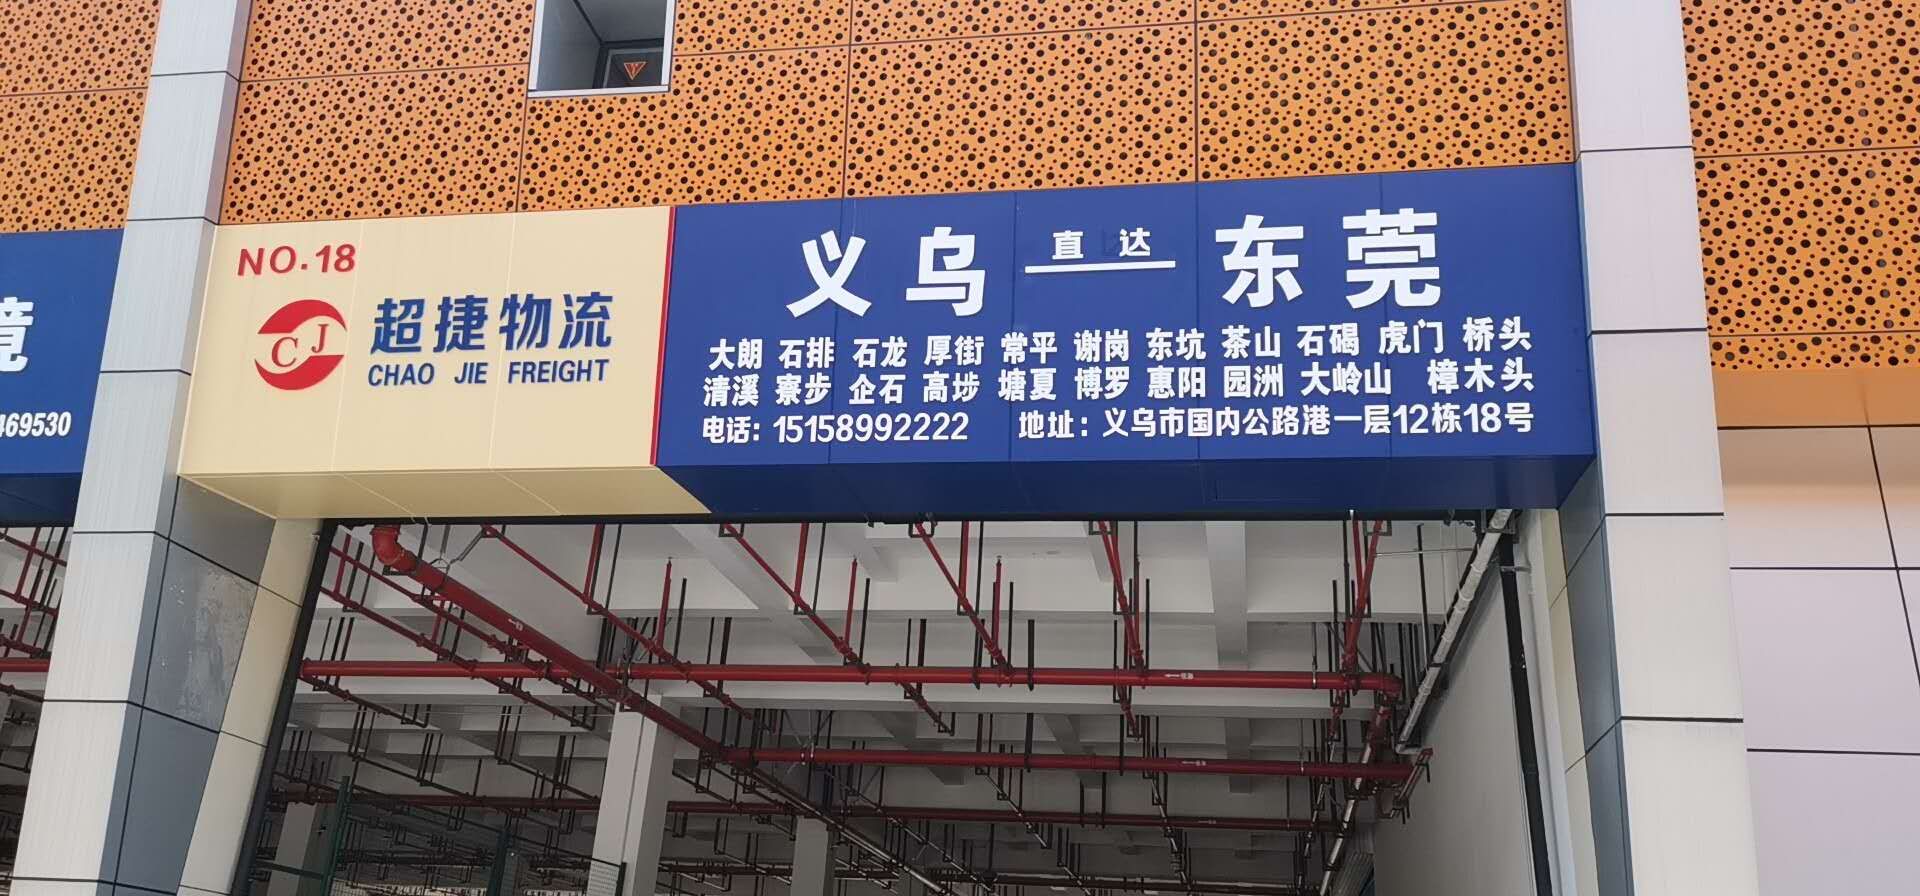 NO.18
CJ
超捷物流
CHAO JIE FREIGHT
义乌 直达 东莞
大朗 石排 石龙 厚街 常平 谢岗 东坑 茶山 石碣 虎门 桥头
清溪 寮步 企石 高埗 塘夏 博罗 惠阳 园洲 大岭山 樟木头
电话：15158992222 地址：义乌市国内公路港一层12栋18号
469530